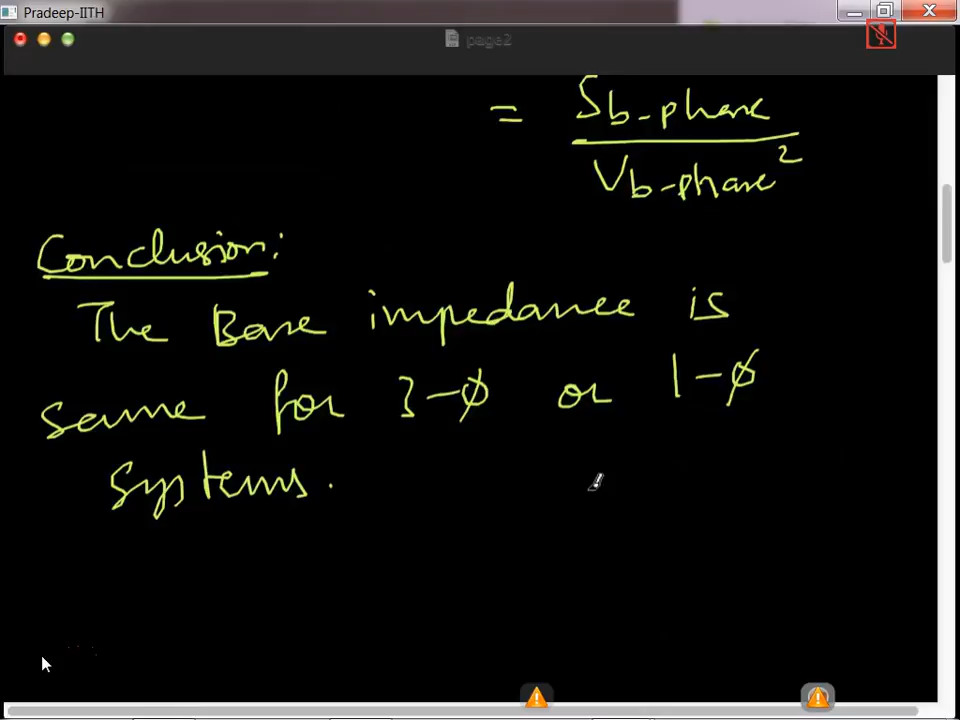 Pradeep-IITH
page2
= Sb-phase
Vb-phase²
Conclusion:
The Base impedance is
same for 3-φ or 1-φ
systems.